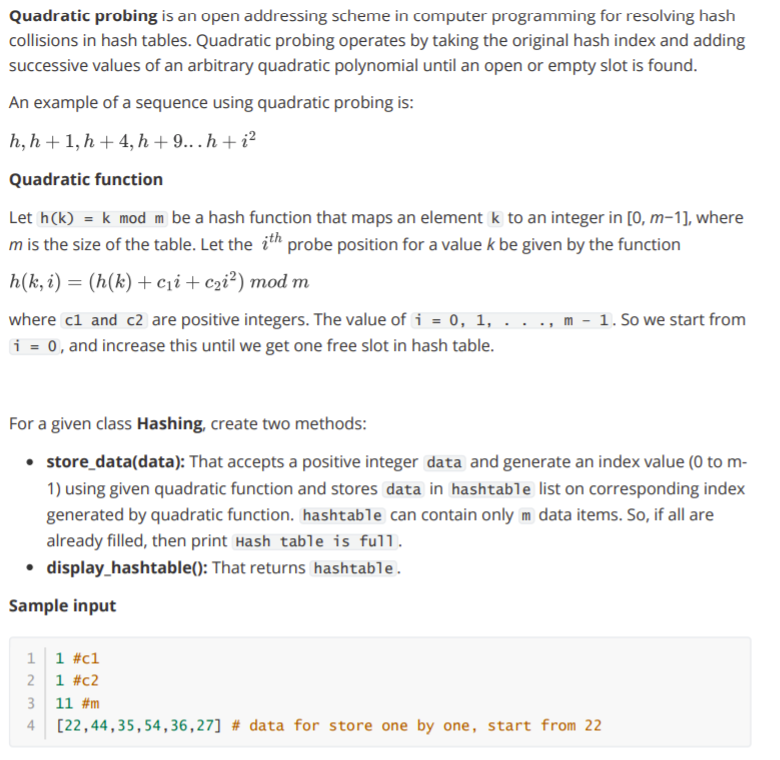 Quadratic probing is an open addressing scheme in computer programming for resolving hash
collisions in hash tables. Quadratic probing operates by taking the original hash index and adding
successive values of an arbitrary quadratic polynomial until an open or empty slot is found.
An example of a sequence using quadratic probing is:
h, h + 1, h + 4, h + 9... h + i²
Quadratic function
Let h(k) = k mod m be a hash function that maps an element k to an integer in [0, m−1], where
m is the size of the table. Let the iᵗʰ probe position for a value k be given by the function
h(k, i) = (h(k) + c₁i + c₂i²) mod m
where c1 and c2 are positive integers. The value of i = 0, 1, . . ., m - 1. So we start from
i = 0, and increase this until we get one free slot in hash table.
For a given class Hashing, create two methods:
• store_data(data): That accepts a positive integer data and generate an index value (0 to m-
1) using given quadratic function and stores data in hashtable list on corresponding index
generated by quadratic function. hashtable can contain only m data items. So, if all are
already filled, then print Hash table is full.
• display_hashtable(): That returns hashtable.
Sample input
1 1 #c1
2 1 #c2
3 11 #m
4 [22,44,35,54,36,27] # data for store one by one, start from 22